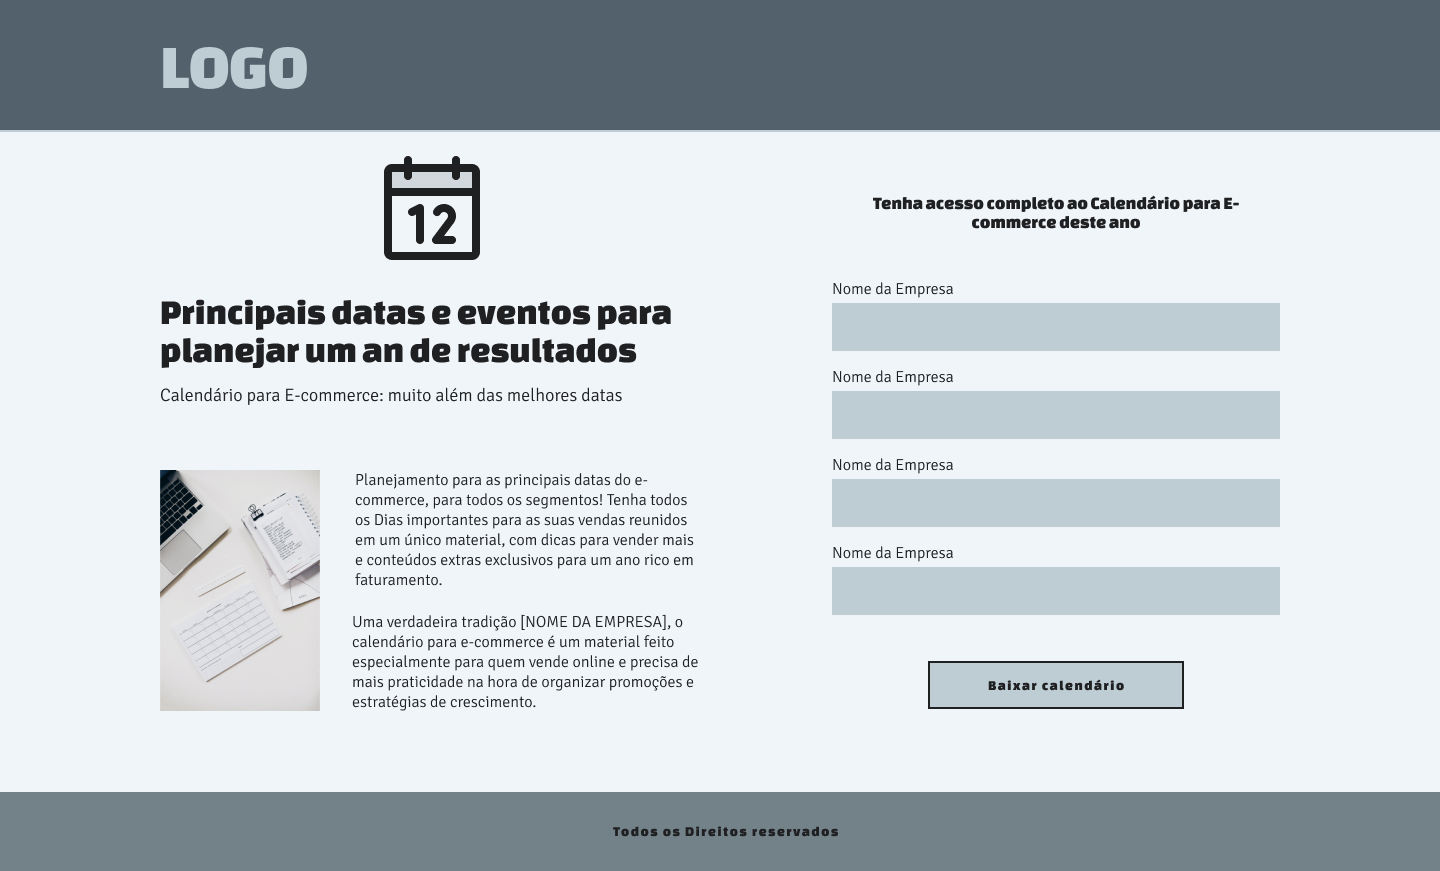 LOGO
12
Principais datas e eventos para
planejar um an de resultados
Calendário para E-commerce: muito além das melhores datas
Planejamento para as principais datas do e-
commerce, para todos os segmentos! Tenha todos
os Dias importantes para as suas vendas reunidos
em um único material, com dicas para vender mais
e conteúdos extras exclusivos para um ano rico em
faturamento.
Uma verdadeira tradição [NOME DA EMPRESA], o
calendário para e-commerce é um material feito
especialmente para quem vende online e precisa de
mais praticidade na hora de organizar promoções e
estratégias de crescimento.
Tenha acesso completo ao Calendário para E-
commerce deste ano
Nome da Empresa
Nome da Empresa
Nome da Empresa
Nome da Empresa
Baixar calendário
Todos os Direitos reservados